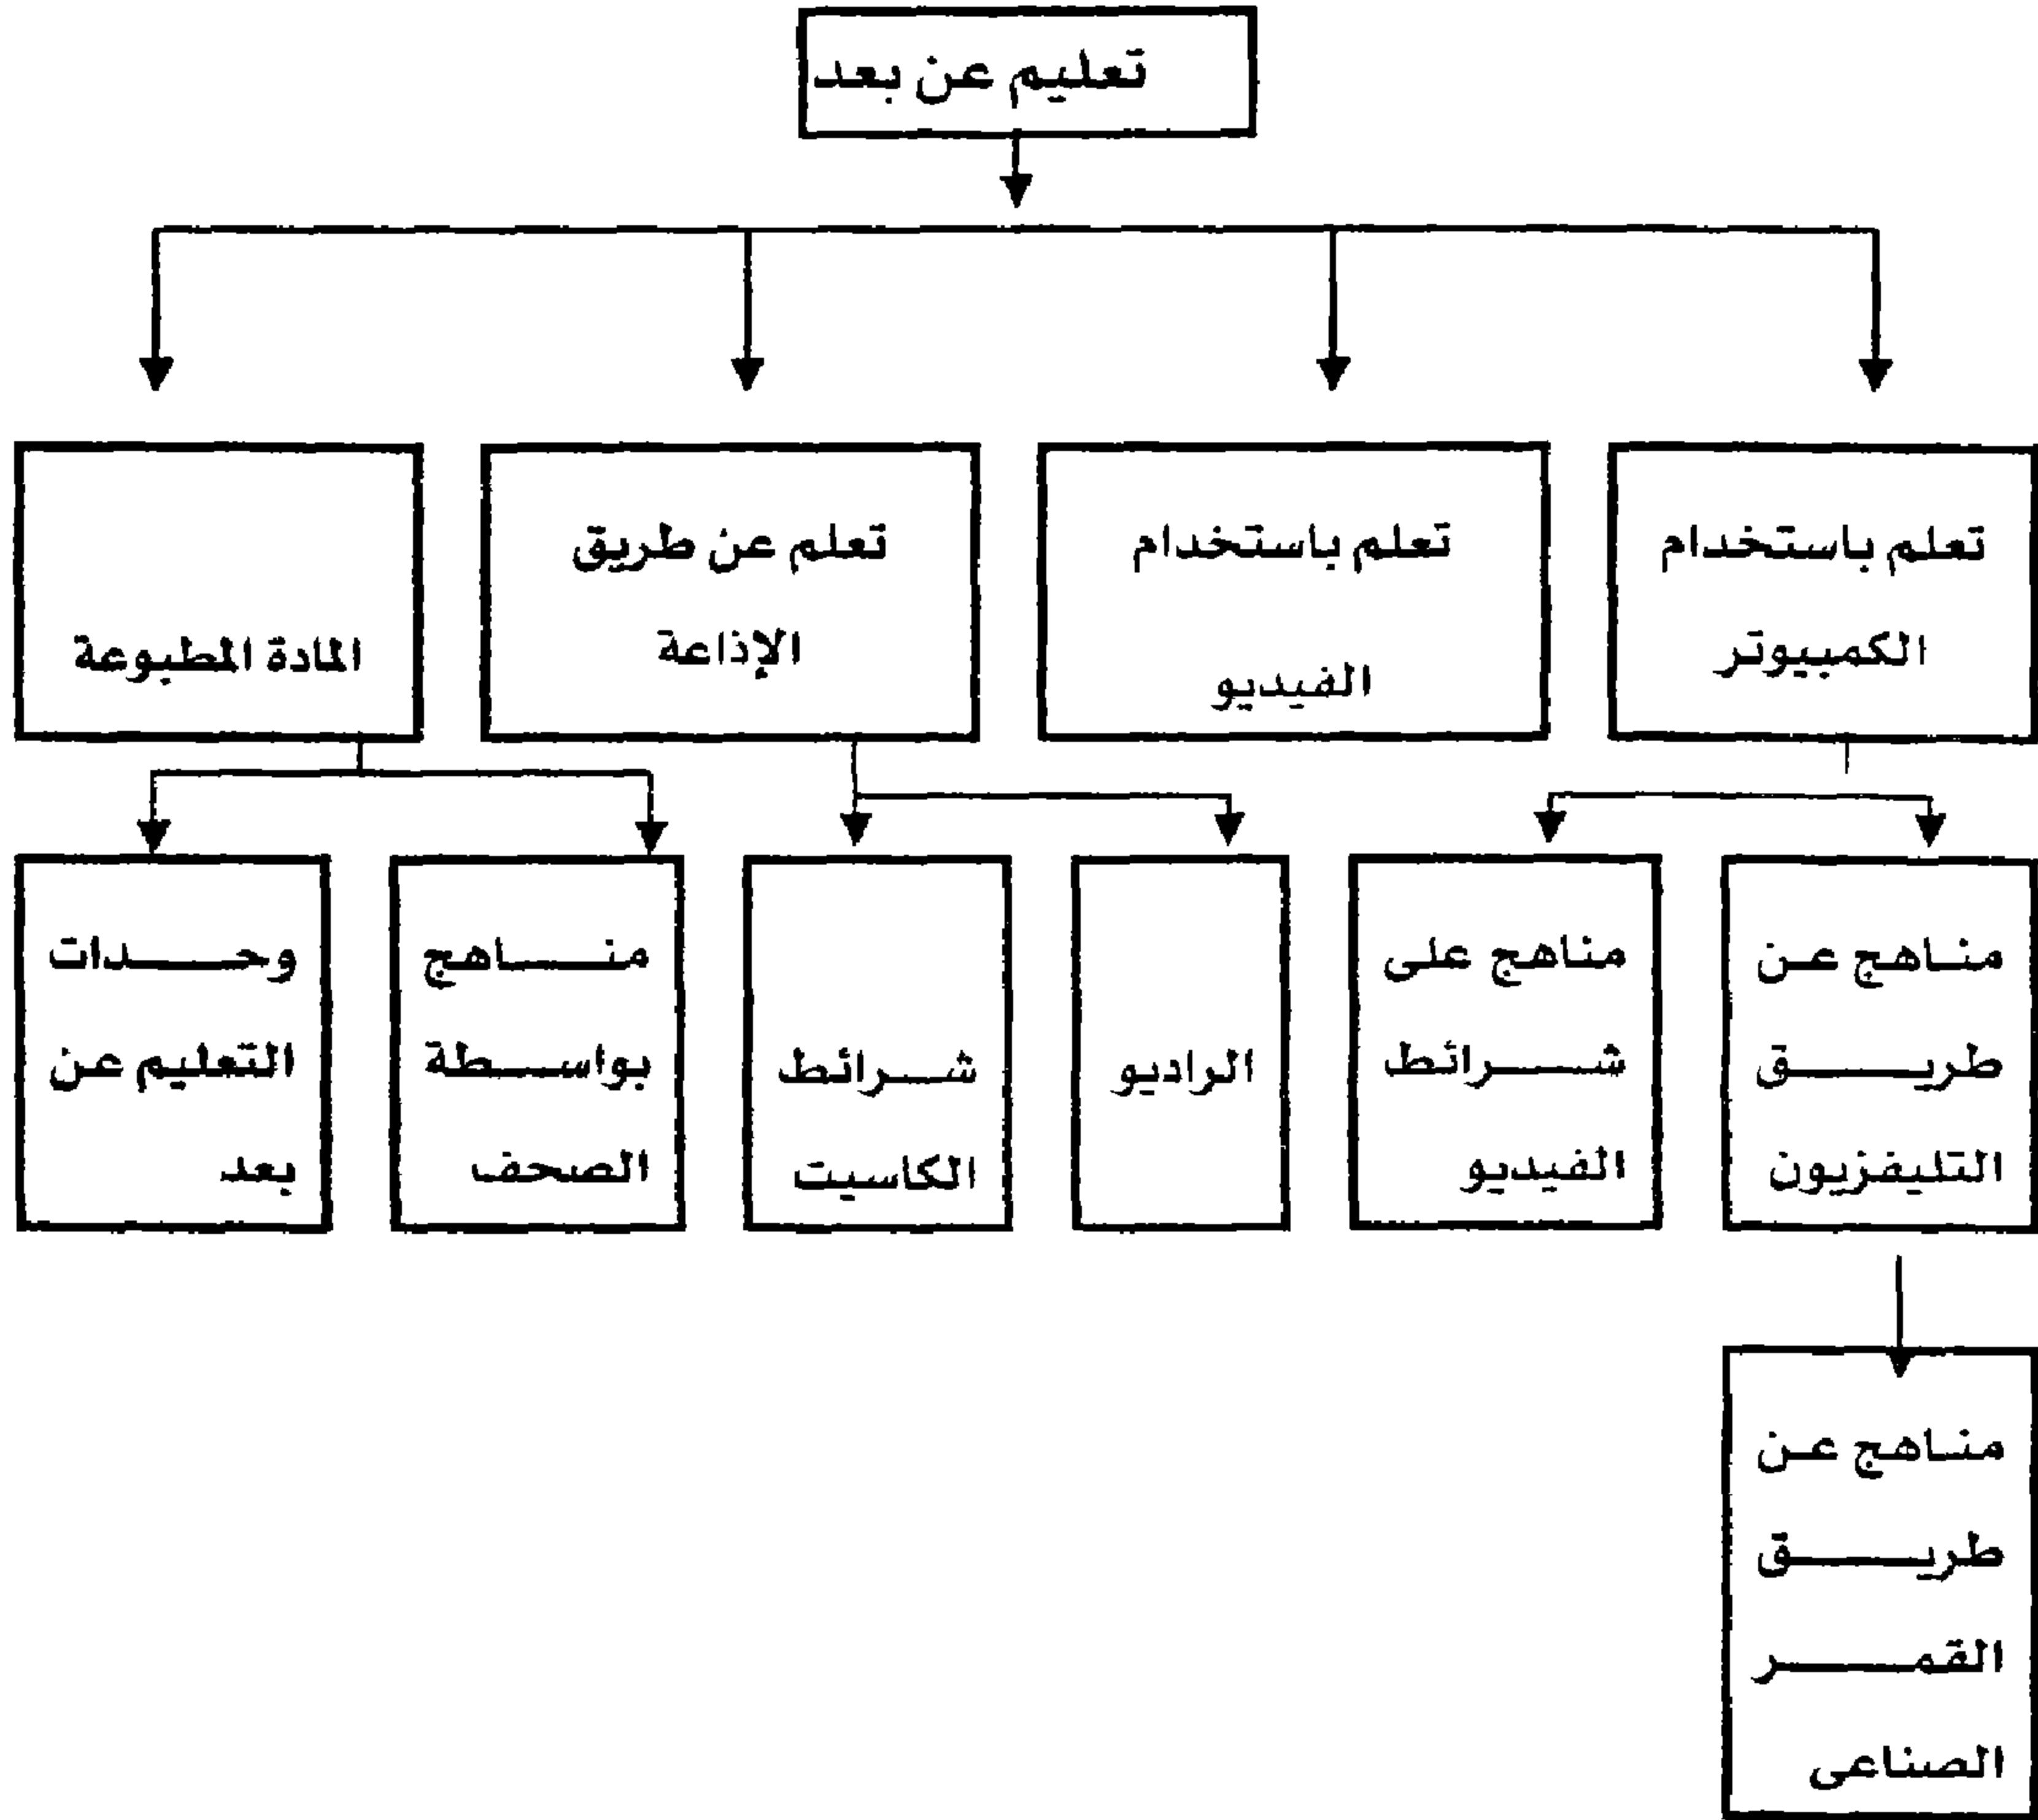 تعليم عن بعد
تعلم باستخدام
الكمبيوتر
تعلم باستخدام
الفيديو
تعلم عن طريق
الإذاعة
المادة المطبوعة
مناهج عن
طريق
التليفزيون
مناهج على
شرائط
الفيديو
الراديو
شرائط
الكاسيت
مناهج
بواسطة
الصحف
وحدات
التعليم عن
بعد
مناهج عن
طريق
القمر
الصناعى